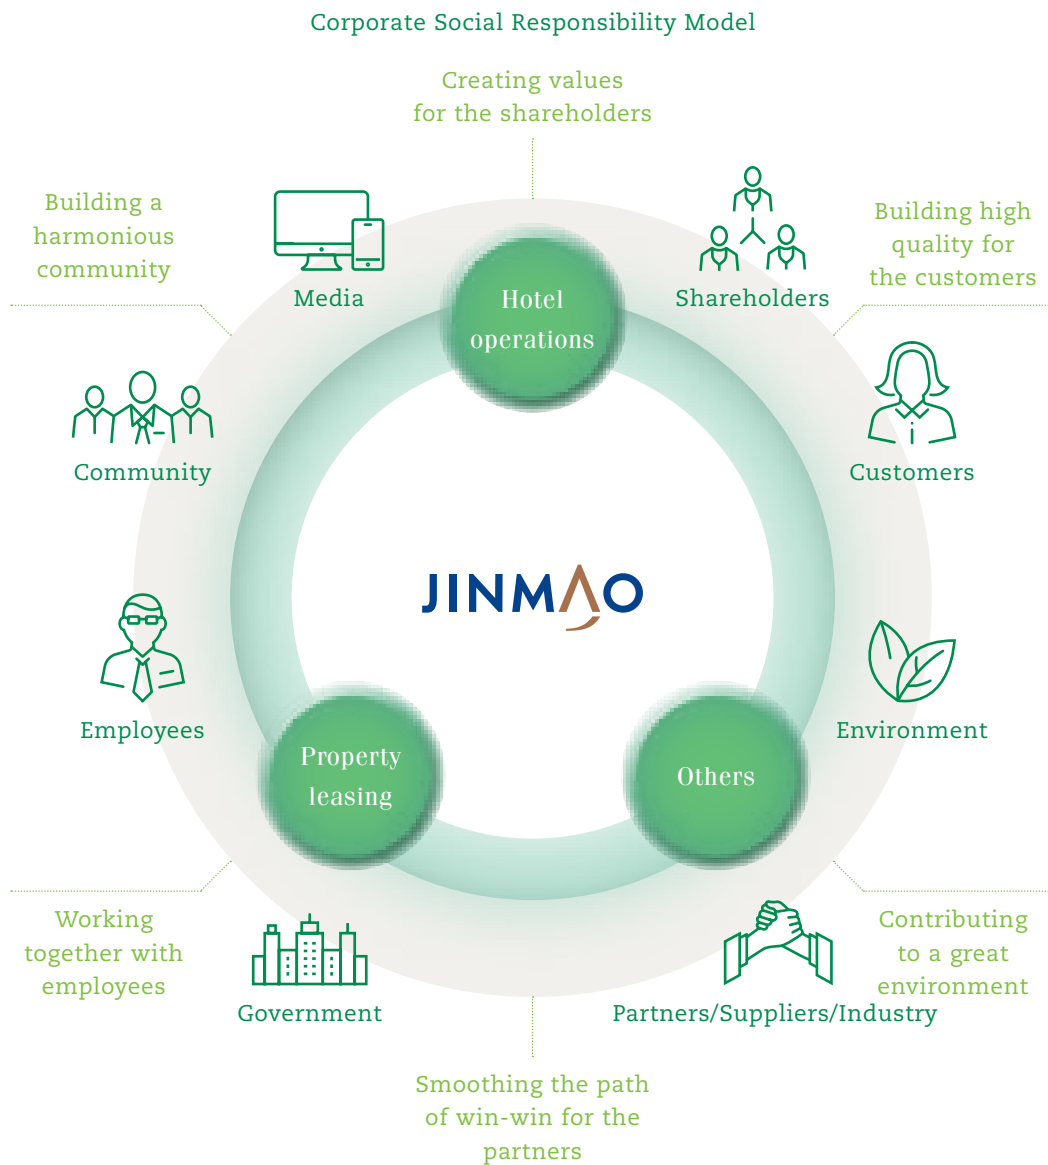 Corporate Social Responsibility Model
Creating values
for the shareholders
Building a
harmonious
community
Building high
quality for
the customers
Media
Shareholders
Hotel
operations
Community
Customers
JINMAO
Employees
Environment
Property
leasing
Others
Working
together with
employees
Contributing
to a great
environment
Government
Partners/Suppliers/Industry
Smoothing the path
of win-win for the
partners